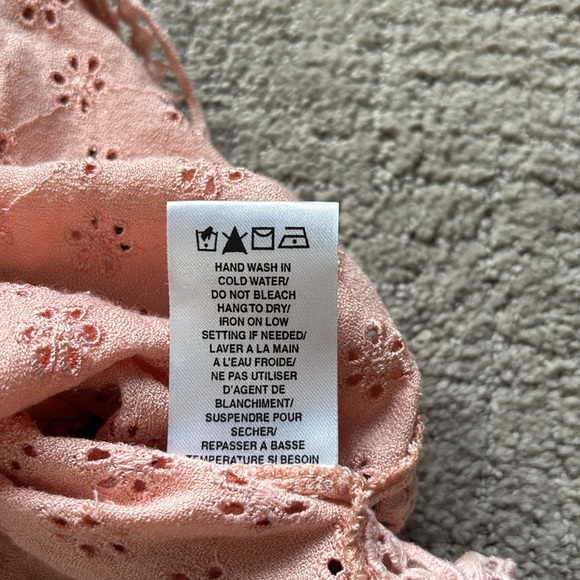 HAND WASH IN
COLD WATER/
DO NOT BLEACH
HANG TO DRY/
IRON ON LOW
SETTING IF NEEDED/
LAVER A LA MAIN
A L'EAU FROIDE/
NE PAS UTILISER
D'AGENT DE
BLANCHIMENT/
SUSPENDRE POUR
SECHER/
REPASSER A BASSE
TEMPERATURE SI BESOIN